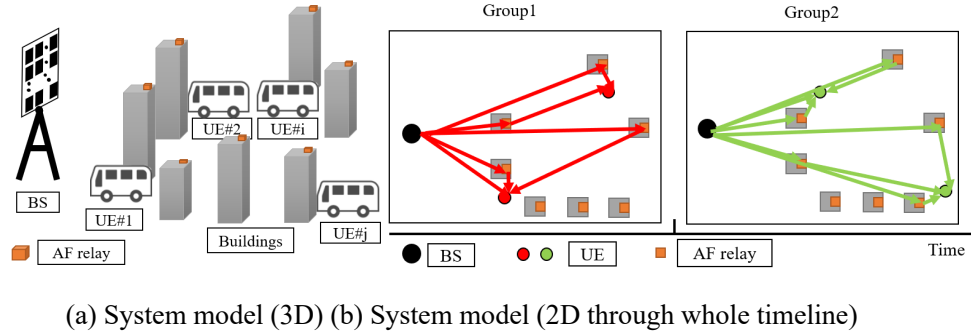 Group1
Group2
UE#2
UE#i
BS
UE#1
Buildings
UE#j
AF relay
BS
UE
AF relay
Time
(a) System model (3D) (b) System model (2D through whole timeline)